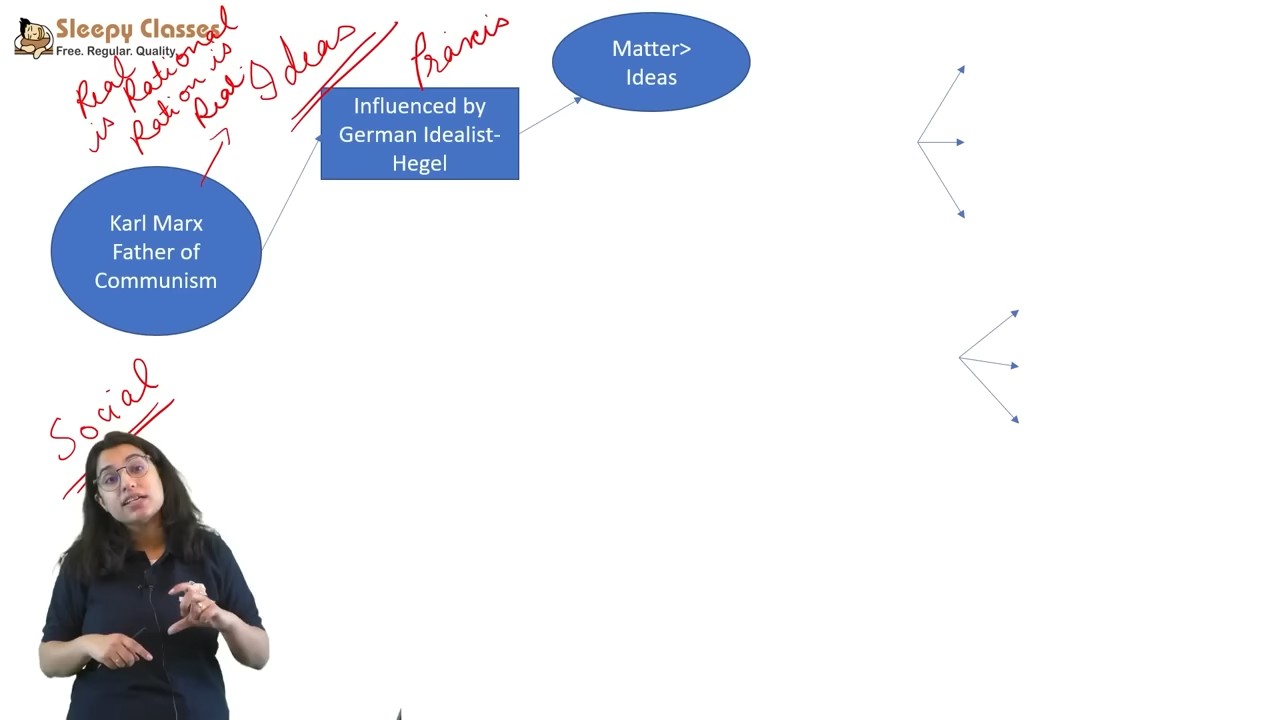 Sleepy Classes
Free. Regular. Quality.
Real Rational
is Ration is
Real
Ideas
Francis
Matter>
Ideas
Influenced by
German Idealist-
Hegel
Karl Marx
Father of
Communism
Social